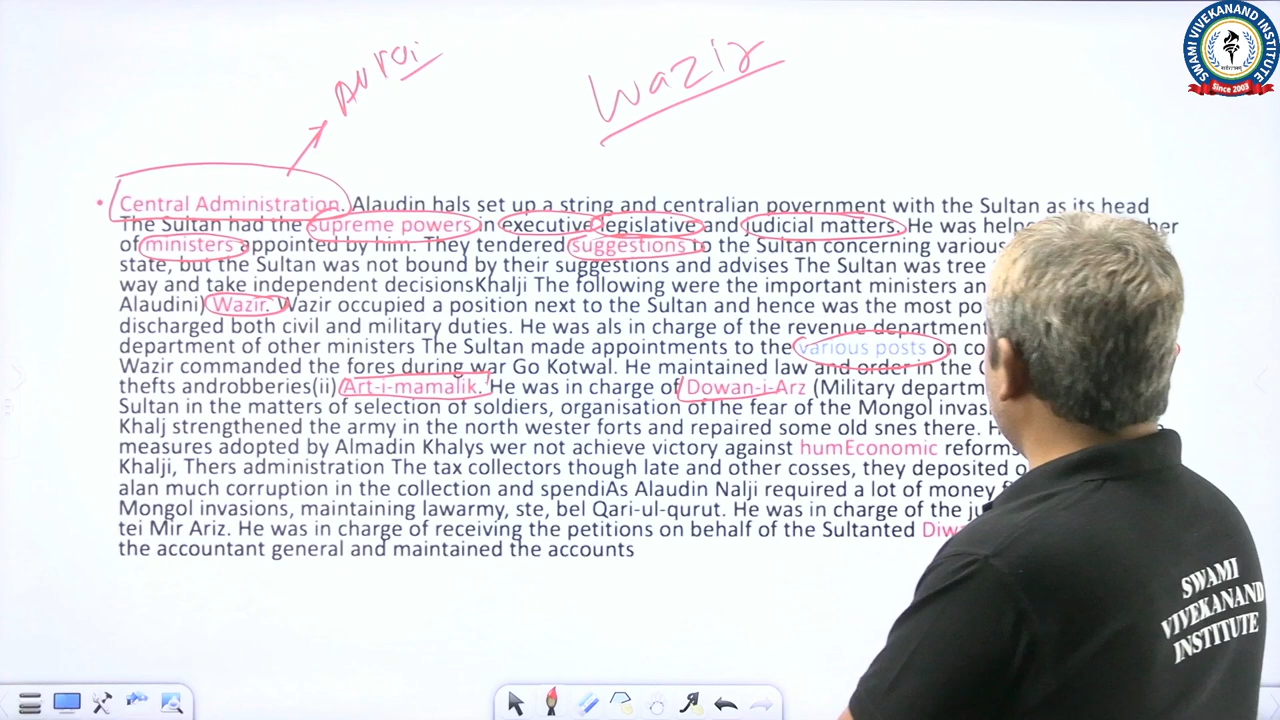 Wazir
• Central Administration. Alaudin hals set up a string and centralian povernment with the Sultan as its head
The Sultan had the supreme powers in executive legislative and judicial matters. He was
of ministers appointed by him. They tendered suggestions to the Sultan concerning various
state, but the Sultan was not bound by their suggestions and advises The Sultan was tree
way and take independent decisionsKhalji The following were the important ministers
Alaudini) Wazir. Wazir occupied a position next to the Sultan and hence was the most
discharged both civil and military duties. He was als in charge of the revenue department
department of other ministers The Sultan made appointments to the various posts on
Wazir commanded the fores during war Go Kotwal. He maintained law and order in the
thefts androbberies(ii) Art-i-mamalik. He was in charge of Dowan-i-Arz (Military
Sultan in the matters of selection of soldiers, organisation ofThe fear of the Mongol
Khalj strengthened the army in the north wester forts and repaired some old snes there.
measures adopted by Almadin Khalys wer not achieve victory against humEconomic reforms
Khalji, Thers administration The tax collectors though late and other cosses, they deposited
alan much corruption in the collection and spendiAs Alaudin Nalji required a lot of money
Mongol invasions, maintaining lawarmy, ste, bel Qari-ul-qurut. He was in charge of the
tei Mir Ariz. He was in charge of receiving the petitions on behalf of the Sultanted
the accountant general and maintained the accounts
SWAMI VIVEKANAND INSTITUTE
Since 2003
SWAMI
VIVEKANAND
INSTITUTE